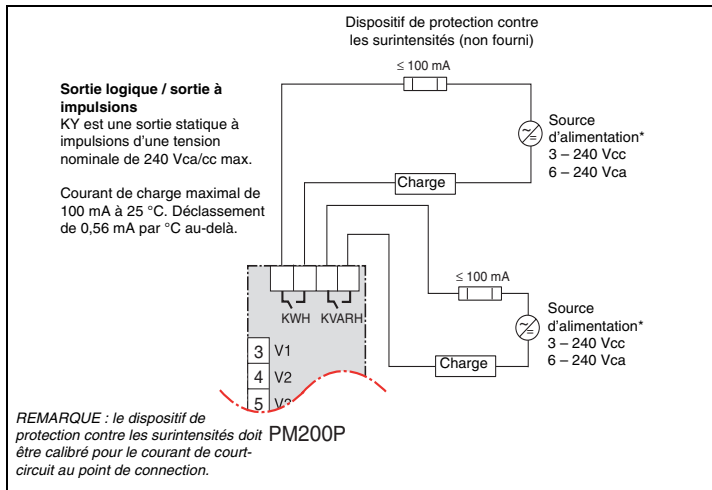 Dispositif de protection contre
les surintensités (non fourni)
≤ 100 mA
Sortie logique / sortie à
impulsions
KY est une sortie statique à
impulsions d'une tension
nominale de 240 Vca/cc max.
Courant de charge maximal de
100 mA à 25 °C. Déclassement
de 0,56 mA par °C au-delà.
Source
d'alimentation*
3 – 240 Vcc
6 – 240 Vca
Charge
≤ 100 mA
Source
d'alimentation*
3 – 240 Vcc
6 – 240 Vca
Charge
KWH KVARH
3 V1
4 V2
5 V3
PM200P
REMARQUE : le dispositif de
protection contre les surintensités doit
être calibré pour le courant de court-
circuit au point de connection.